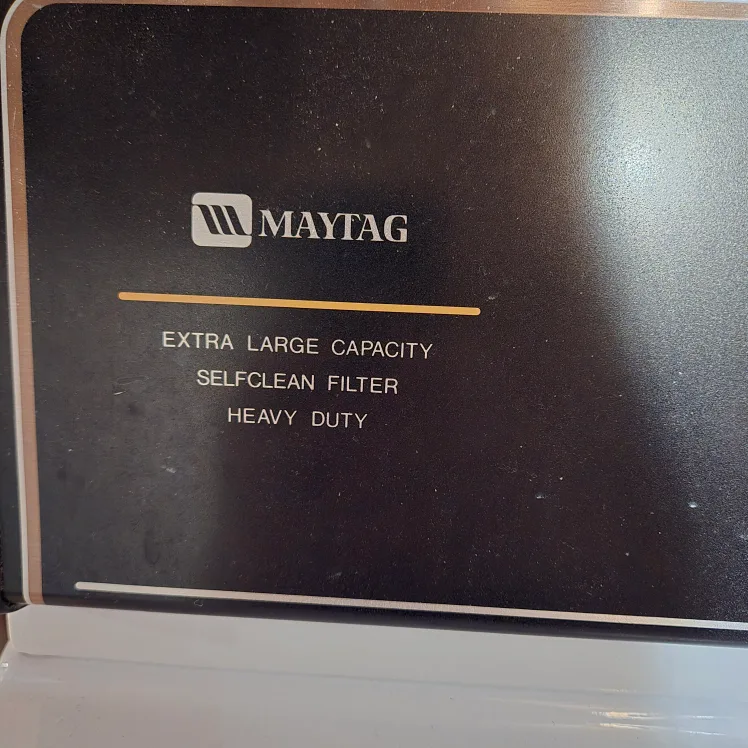 MAYTAG
EXTRA LARGE CAPACITY
SELFCLEAN FILTER
HEAVY DUTY